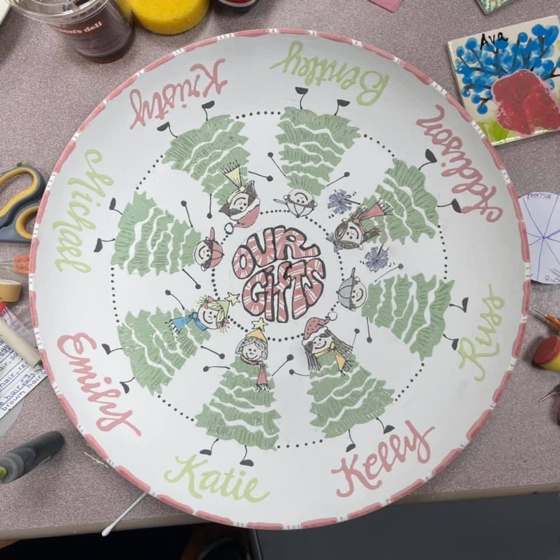 OUR
GIFTS
Bentley
Addison
Russ
Kelly
Katie
Emily
Michael
Kristy
Ava